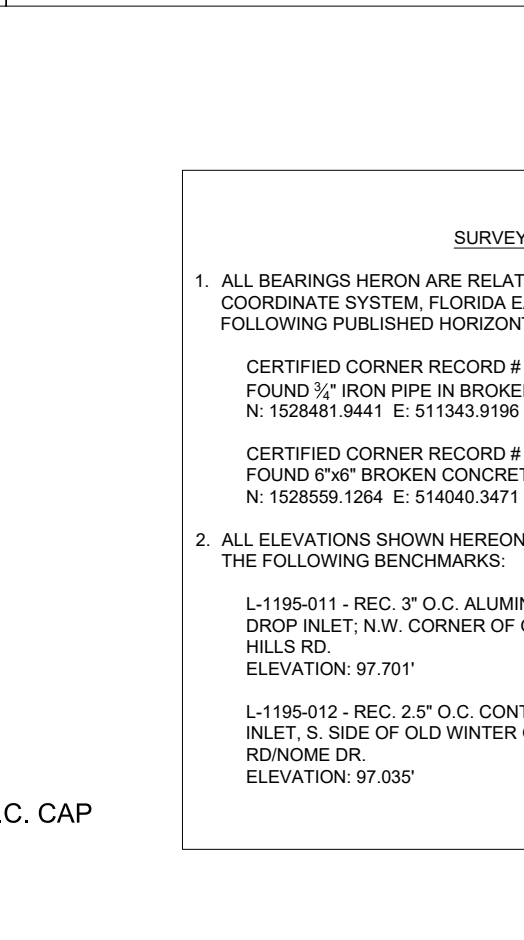 SURVEY
1. ALL BEARINGS HERON ARE RELAT
COORDINATE SYSTEM, FLORIDA E
FOLLOWING PUBLISHED HORIZON
CERTIFIED CORNER RECORD #
FOUND ¾" IRON PIPE IN BROKE
N: 1528481.9441 E: 511343.9196
CERTIFIED CORNER RECORD #
FOUND 6"x6" BROKEN CONCRET
N: 1528559.1264 E: 514040.3471
2. ALL ELEVATIONS SHOWN HEREON
THE FOLLOWING BENCHMARKS:
L-1195-011 - REC. 3" O.C. ALUMIN
DROP INLET; N.W. CORNER OF
HILLS RD.
ELEVATION: 97.701'
L-1195-012 - REC. 2.5" O.C. CONT
INLET, S. SIDE OF OLD WINTER
RD/NOME DR.
ELEVATION: 97.035'
.C. CAP